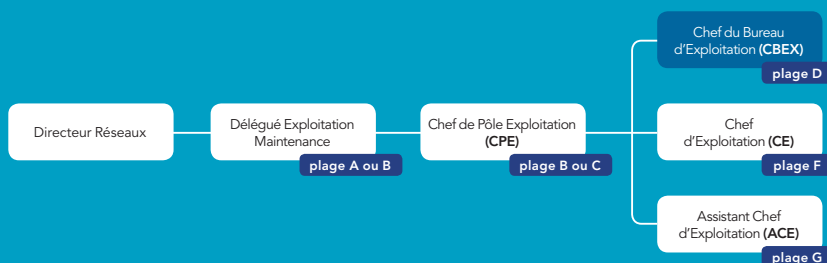 Directeur Réseaux
Délégué Exploitation
Maintenance
plage A ou B
Chef de Pôle Exploitation
(CPE)
plage B ou C
Chef du Bureau
d'Exploitation (CBEX)
plage D
Chef
d'Exploitation (CE)
plage F
Assistant Chef
d'Exploitation (ACE)
plage G